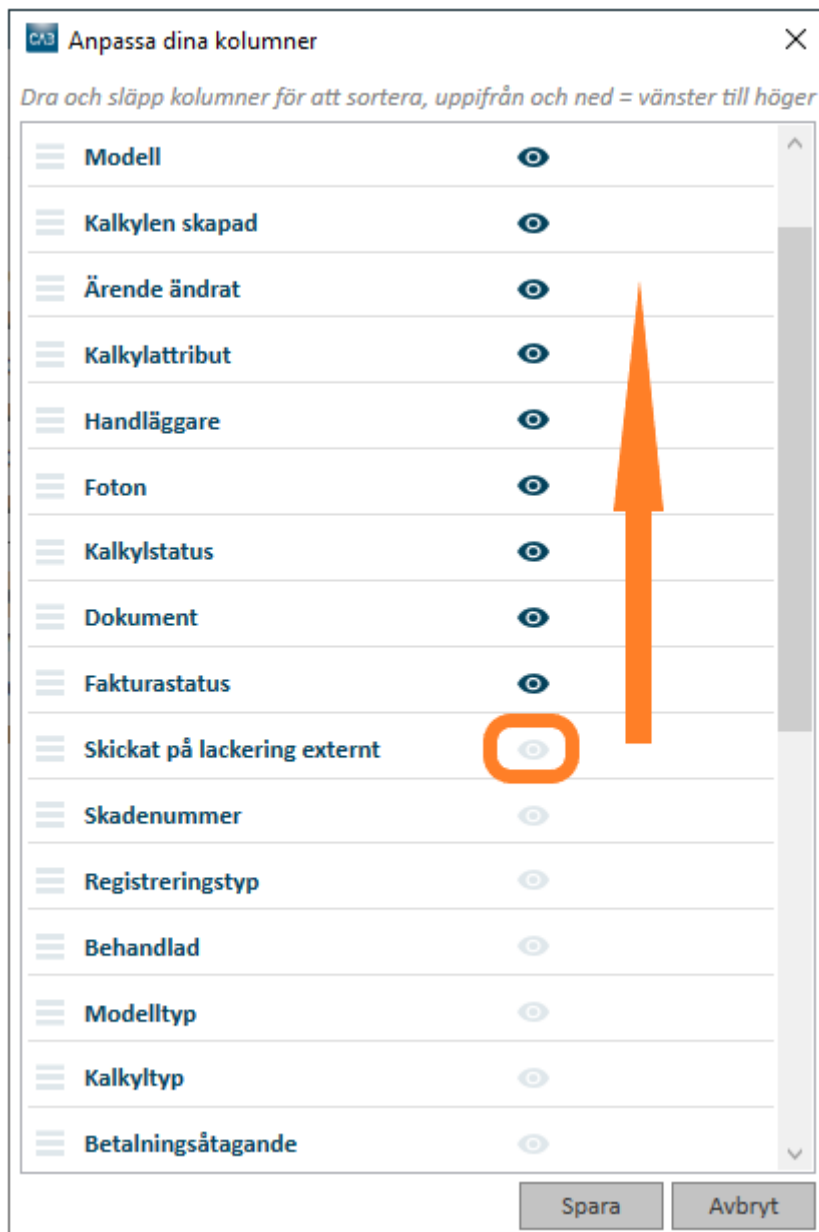 CAB Anpassa dina kolumner
Dra och släpp kolumner för att sortera, uppifrån och ned = vänster till höger
Modell
Kalkylen skapad
Ärende ändrat
Kalkylattribut
Handläggare
Foton
Kalkylstatus
Dokument
Fakturastatus
Skickat på lackering externt
Skadenummer
Registreringstyp
Behandlad
Modelltyp
Kalkyltyp
Betalningsåtagande
Spara Avbryt